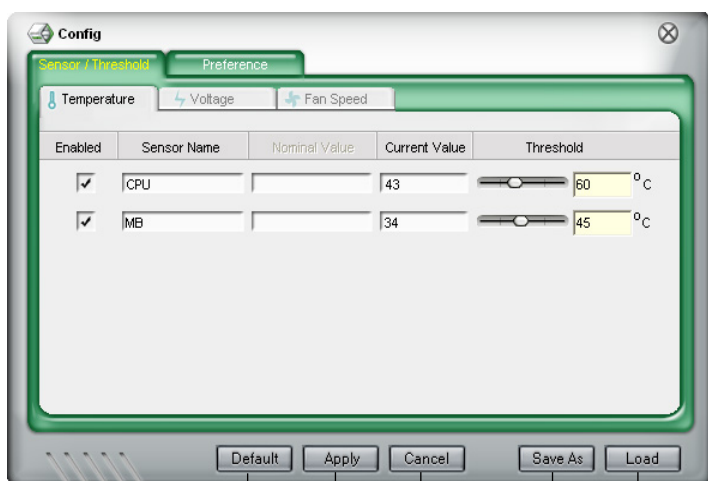 Config
Sensor / Threshold Preference
Temperature Voltage Fan Speed
Enabled Sensor Name Nominal Value Current Value Threshold
CPU 43 60 °C
MB 34 45 °C
Default Apply Cancel Save As Load